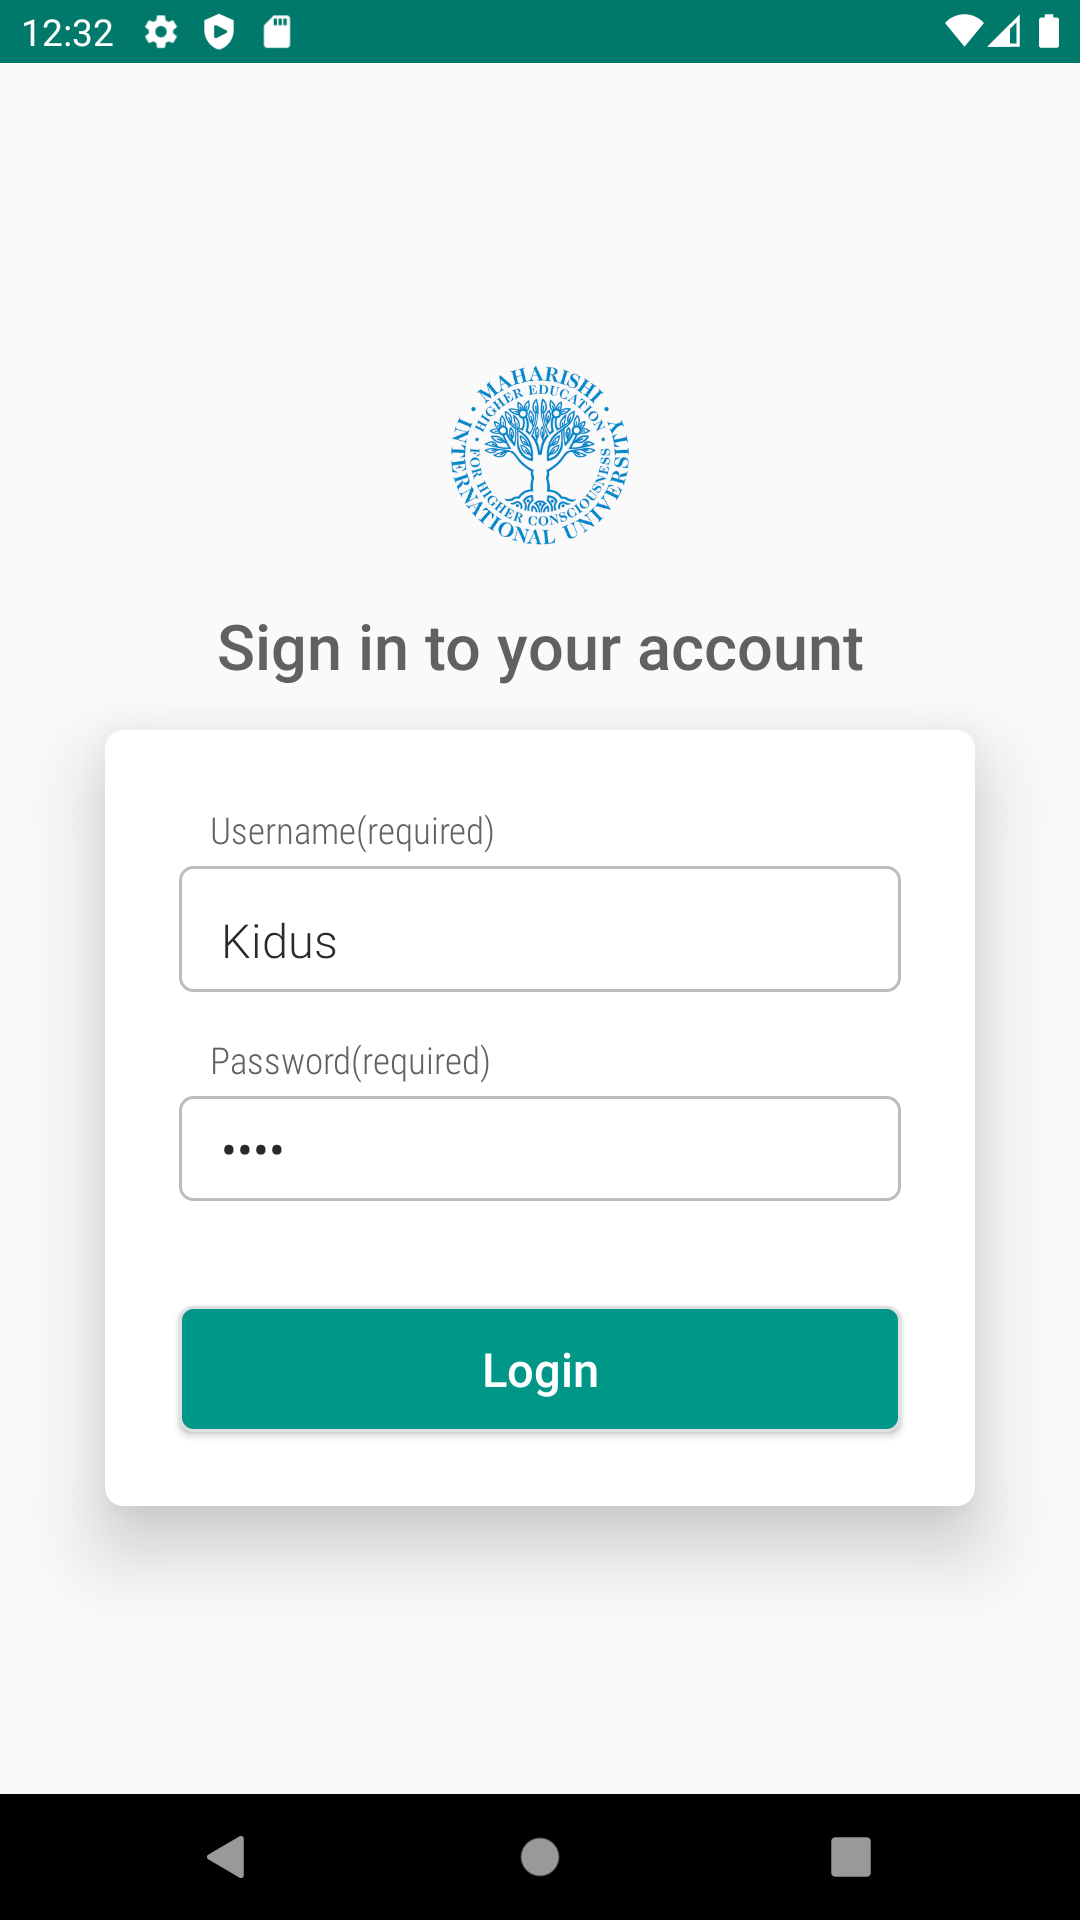 12:32
MAHARISHI
INTERNATIONAL UNIVERSITY
HIGHER EDUCATION
FOR HIGHER CONSCIOUSNESS
Sign in to your account
Username(required)
Kidus
Password(required)
••••
Login